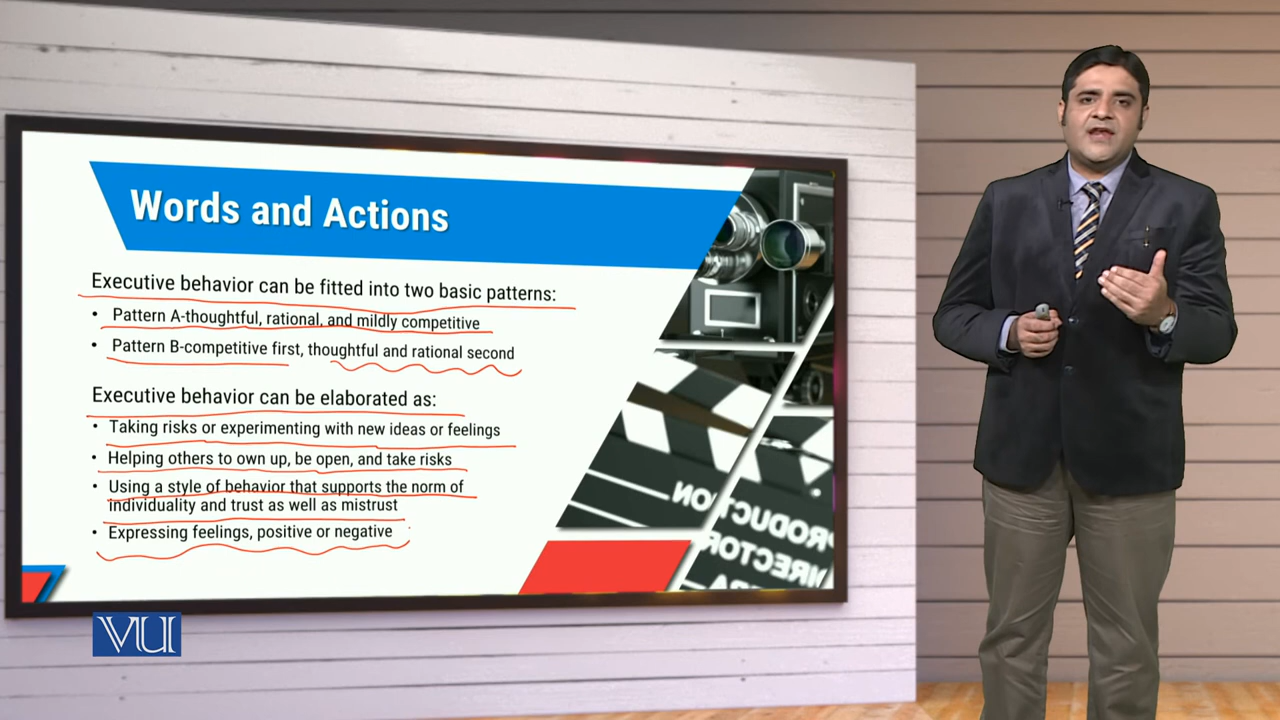 Words and Actions
Executive behavior can be fitted into two basic patterns:
• Pattern A-thoughtful, rational, and mildly competitive
• Pattern B-competitive first, thoughtful and rational second
Executive behavior can be elaborated as:
• Taking risks or experimenting with new ideas or feelings
• Helping others to own up, be open, and take risks
• Using a style of behavior that supports the norm of
individuality and trust as well as mistrust
• Expressing feelings, positive or negative
PRODUCTION
DIRECTOR
VU